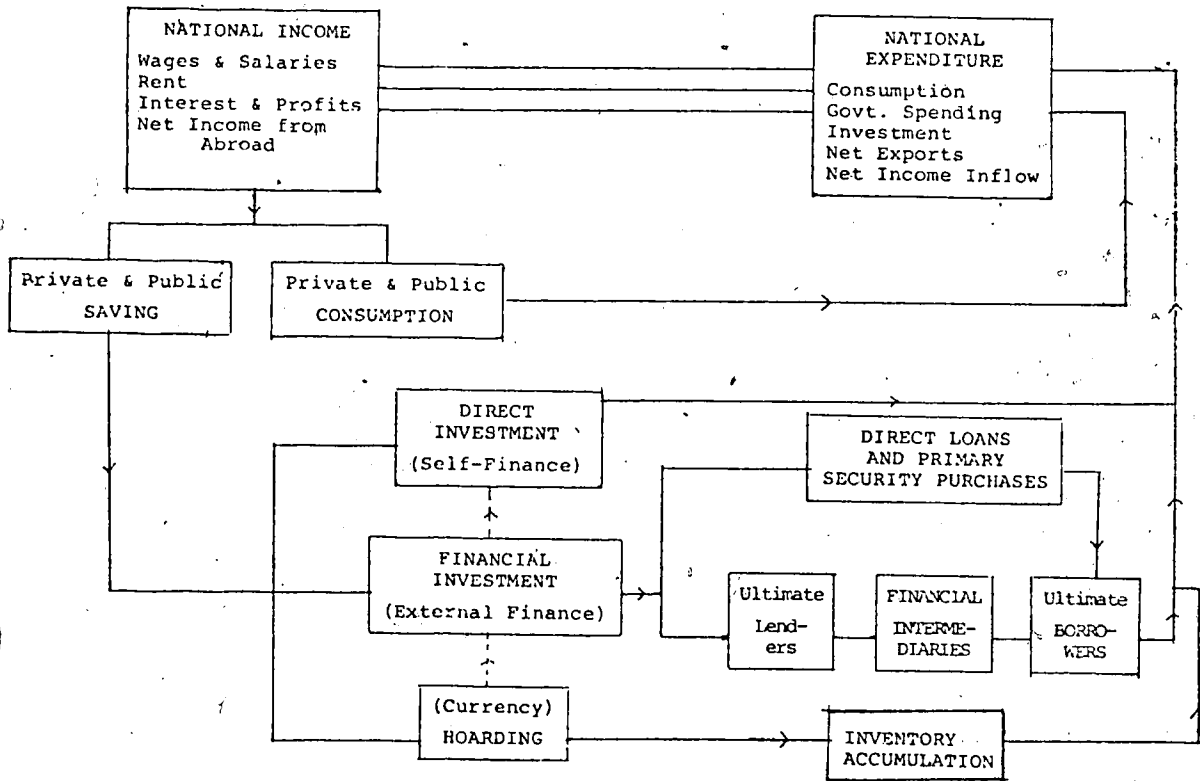 NATIONAL INCOME
Wages & Salaries
Rent
Interest & Profits
Net Income from
Abroad
NATIONAL
EXPENDITURE
Consumption
Govt. Spending
Investment
Net Exports
Net Income Inflow
Private & Public
SAVING
Private & Public
CONSUMPTION
DIRECT
INVESTMENT
(Self-Finance)
DIRECT LOANS
AND PRIMARY
SECURITY PURCHASES
FINANCIAL
INVESTMENT
(External Finance)
Ultimate
Lend-
ers
FINANCIAL
INTERME-
DIARIES
Ultimate
BORRO-
WERS
(Currency)
HOARDING
INVENTORY
ACCUMULATION